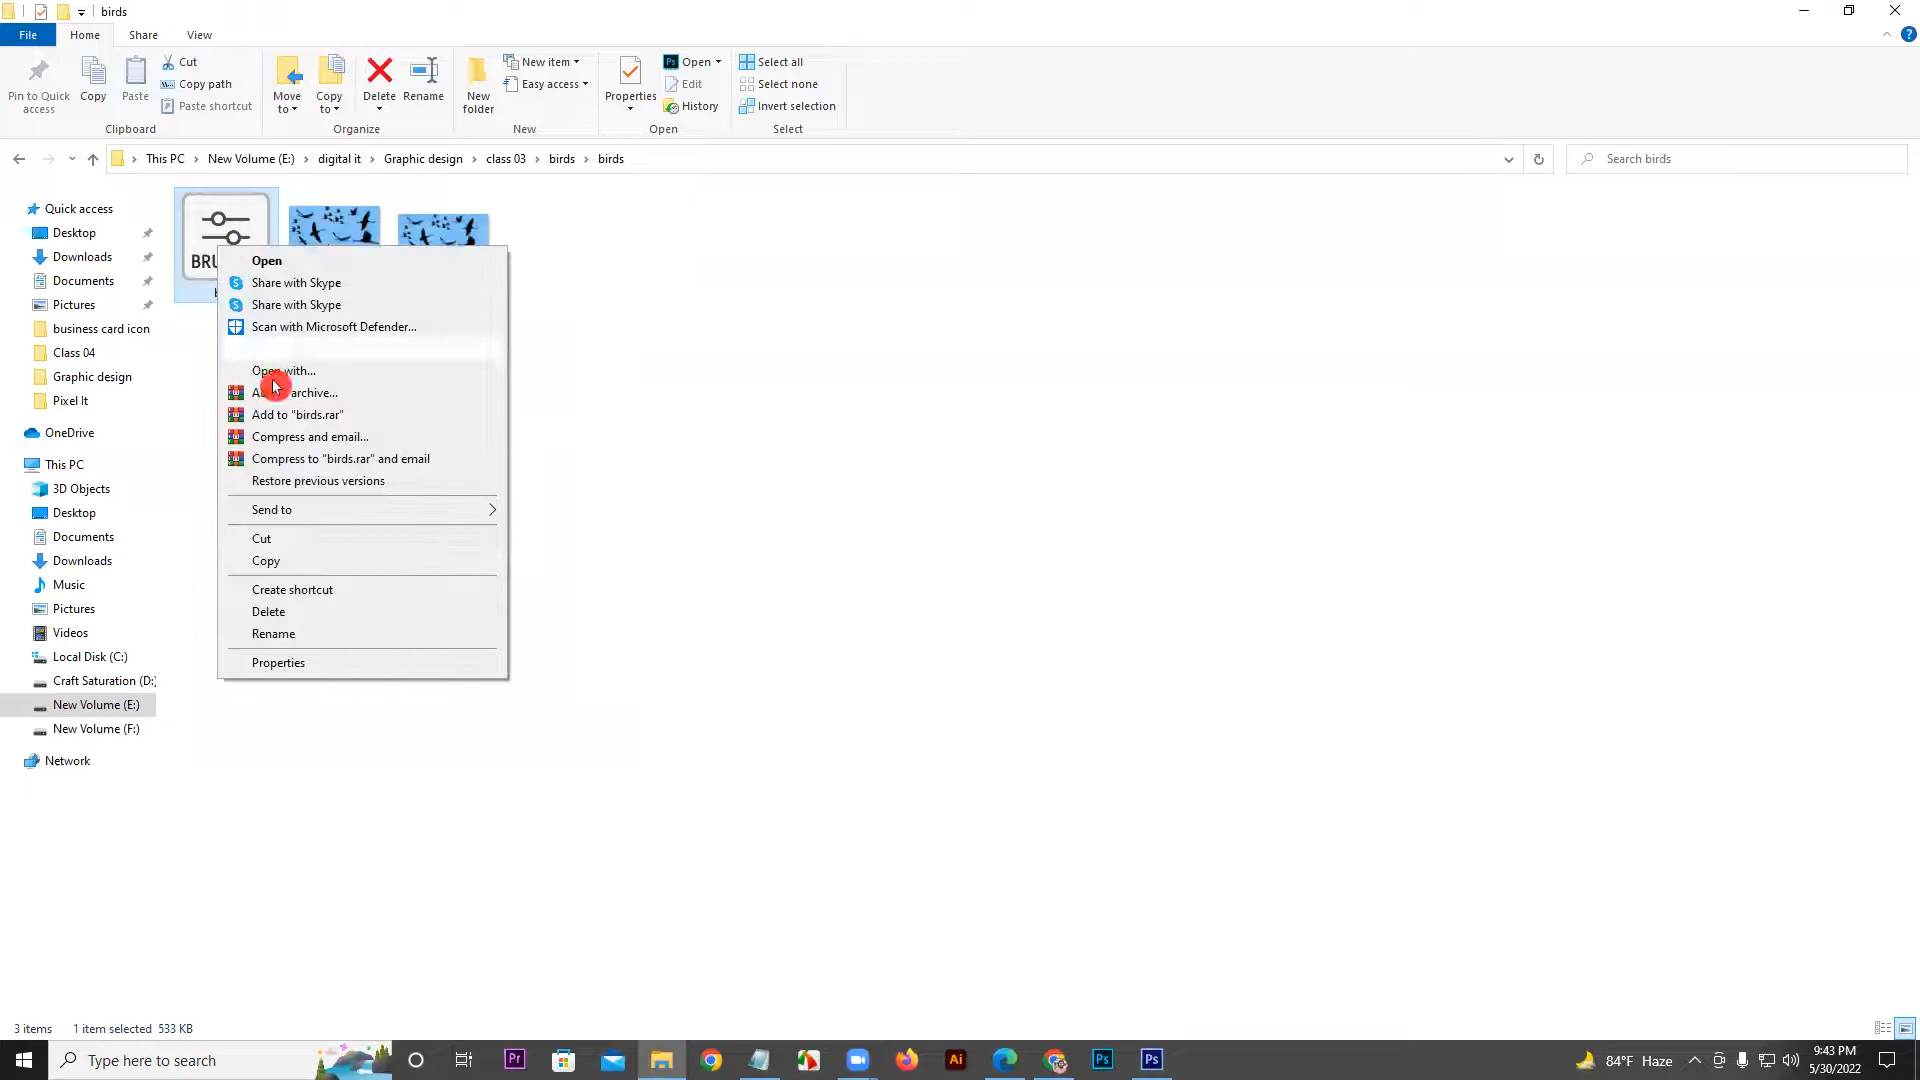 birds
File Home Share View
Pin to Quick access
Copy
Paste
Cut
Copy path
Paste shortcut
Clipboard
Move to
Copy to
Delete
Rename
Organize
New folder
New item
Easy access
New
Properties
Open
Edit
History
Open
Select all
Select none
Invert selection
Select
This PC New Volume (E:) digital it Graphic design class 03 birds birds
Search birds
Quick access
Desktop
Downloads
Documents
Pictures
business card icon
Class 04
Graphic design
Pixel It
OneDrive
This PC
3D Objects
Desktop
Documents
Downloads
Music
Pictures
Videos
Local Disk (C:)
Craft Saturation (D:)
New Volume (E:)
New Volume (F:)
Network
Open
Share with Skype
Share with Skype
Scan with Microsoft Defender...
Open with...
archive...
Add to "birds.rar"
Compress and email...
Compress to "birds.rar" and email
Restore previous versions
Send to
Cut
Copy
Create shortcut
Delete
Rename
Properties
3 items 1 item selected 533 KB
Type here to search
Pr
Ai
Ps
Ps
84°F Haze
9:43 PM
5/30/2022